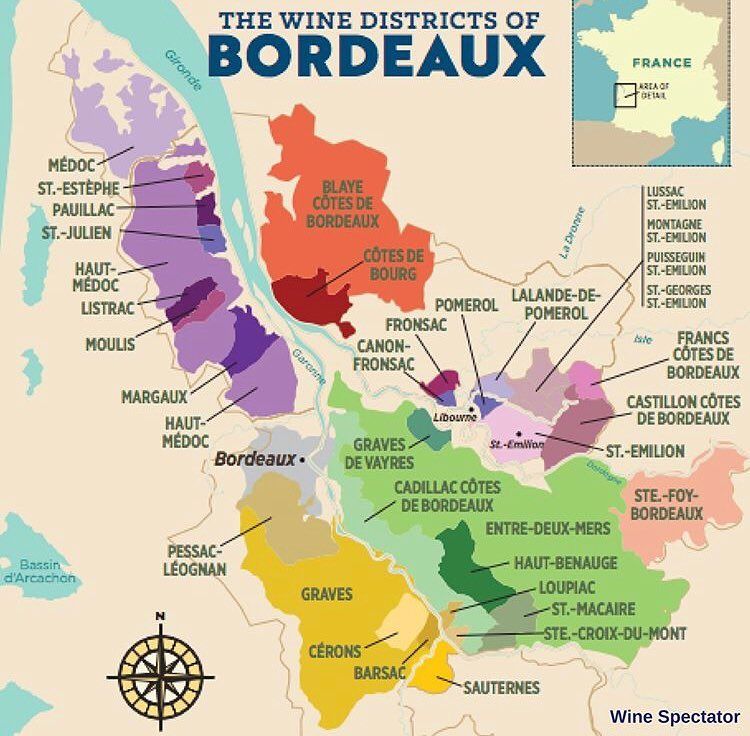 THE WINE DISTRICTS OF
BORDEAUX
FRANCE
AREA OF
DETAIL
Gironde
MÉDOC
ST.-ESTÈPHE
PAUILLAC
ST.-JULIEN
HAUT-
MÉDOC
LISTRAC
MOULIS
MARGAUX
HAUT-
MÉDOC
BLAYE
CÔTES DE
BORDEAUX
CÔTES DE
BOURG
La Dronne
LUSSAC
ST.-EMILION
MONTAGNE
ST.-EMILION
PUISSEGUIN
ST.-EMILION
ST.-GEORGES
ST.-EMILION
POMEROL
LALANDE-DE-
POMEROL
FRONSAC
CANON-
FRONSAC
Isle
FRANCS
CÔTES DE
BORDEAUX
Garonne
CASTILLON CÔTES
DE BORDEAUX
Libourne
St.-Emilion
ST.-EMILION
Bordeaux
GRAVES
DE VAYRES
Dordogne
CADILLAC CÔTES
DE BORDEAUX
STE.-FOY-
BORDEAUX
ENTRE-DEUX-MERS
PESSAC-
LÉOGNAN
HAUT-BENAUGE
Bassin
d'Arcachon
GRAVES
LOUPIAC
ST.-MACAIRE
STE.-CROIX-DU-MONT
N
CÉRONS
BARSAC
SAUTERNES
Wine Spectator